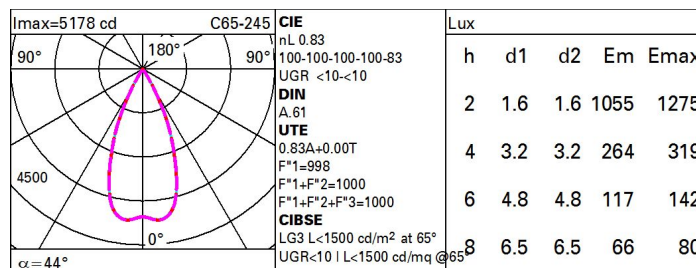 Imax=5178 cd C65-245
90° 180° 90°
4500
0°
α=44°
CIE
nL 0.83
100-100-100-100-83
UGR <10-<10
DIN
A.61
UTE
0.83A+0.00T
F"1=998
F"1+F"2=1000
F"1+F"2+F"3=1000
CIBSE
LG3 L<1500 cd/m² at 65°
UGR<10 | L<1500 cd/mq @65°
Lux
h d1 d2 Em Emax
2 1.6 1.6 1055 1275
4 3.2 3.2 264 319
6 4.8 4.8 117 142
8 6.5 6.5 66 80